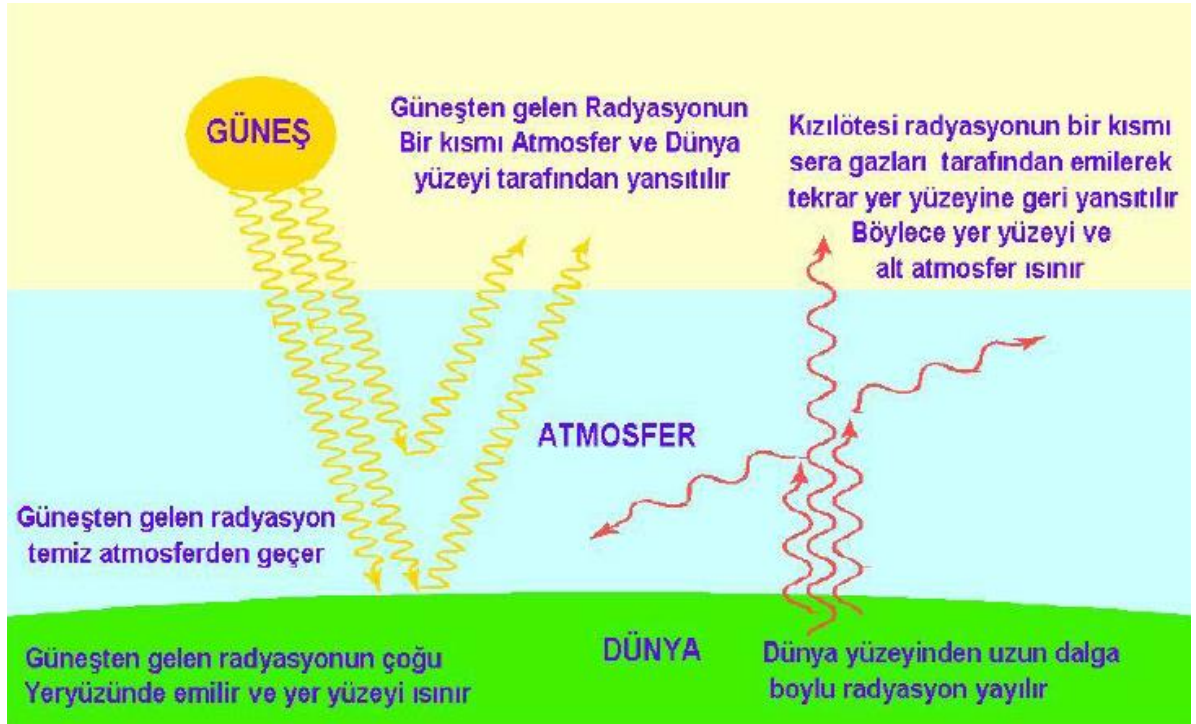 GÜNEŞ
Güneşten gelen Radyasyonun
Bir kısmı Atmosfer ve Dünya
yüzeyi tarafından yansıtılır
Kızılötesi radyasyonun bir kısmı
sera gazları tarafından emilerek
tekrar yer yüzeyine geri yansıtılır
Böylece yer yüzeyi ve
alt atmosfer ısınır
ATMOSFER
Güneşten gelen radyasyon
temiz atmosferden geçer
DÜNYA
Güneşten gelen radyasyonun çoğu
Yeryüzünde emilir ve yer yüzeyi ısınır
Dünya yüzeyinden uzun dalga
boylu radyasyon yayılır